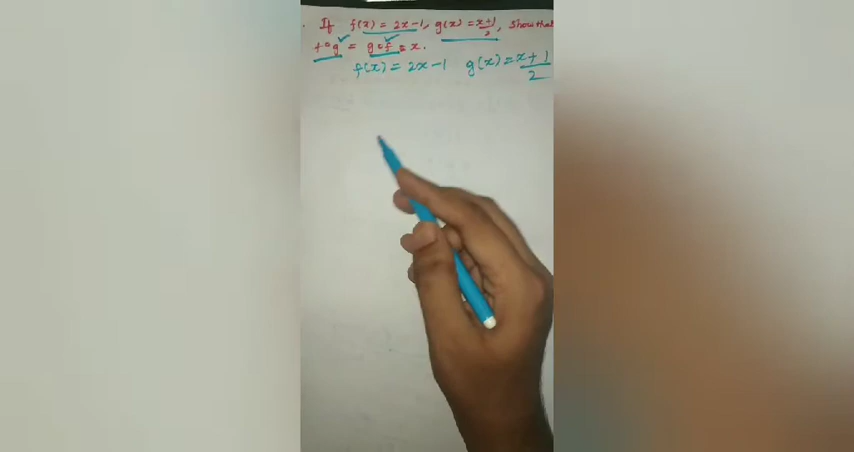 . If f(x) = 2x-1, g(x) = x+1/2, Show that
fog = gof = x.
f(x) = 2x-1 g(x) = x+1/2